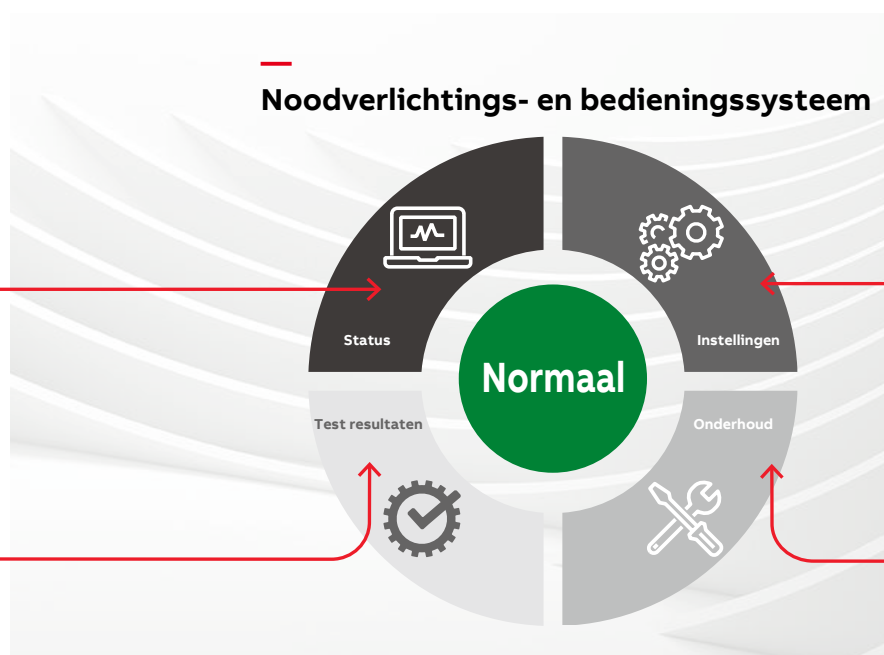 Noodverlichtings- en bedieningssysteem
Status
Instellingen
Normaal
Test resultaten
Onderhoud